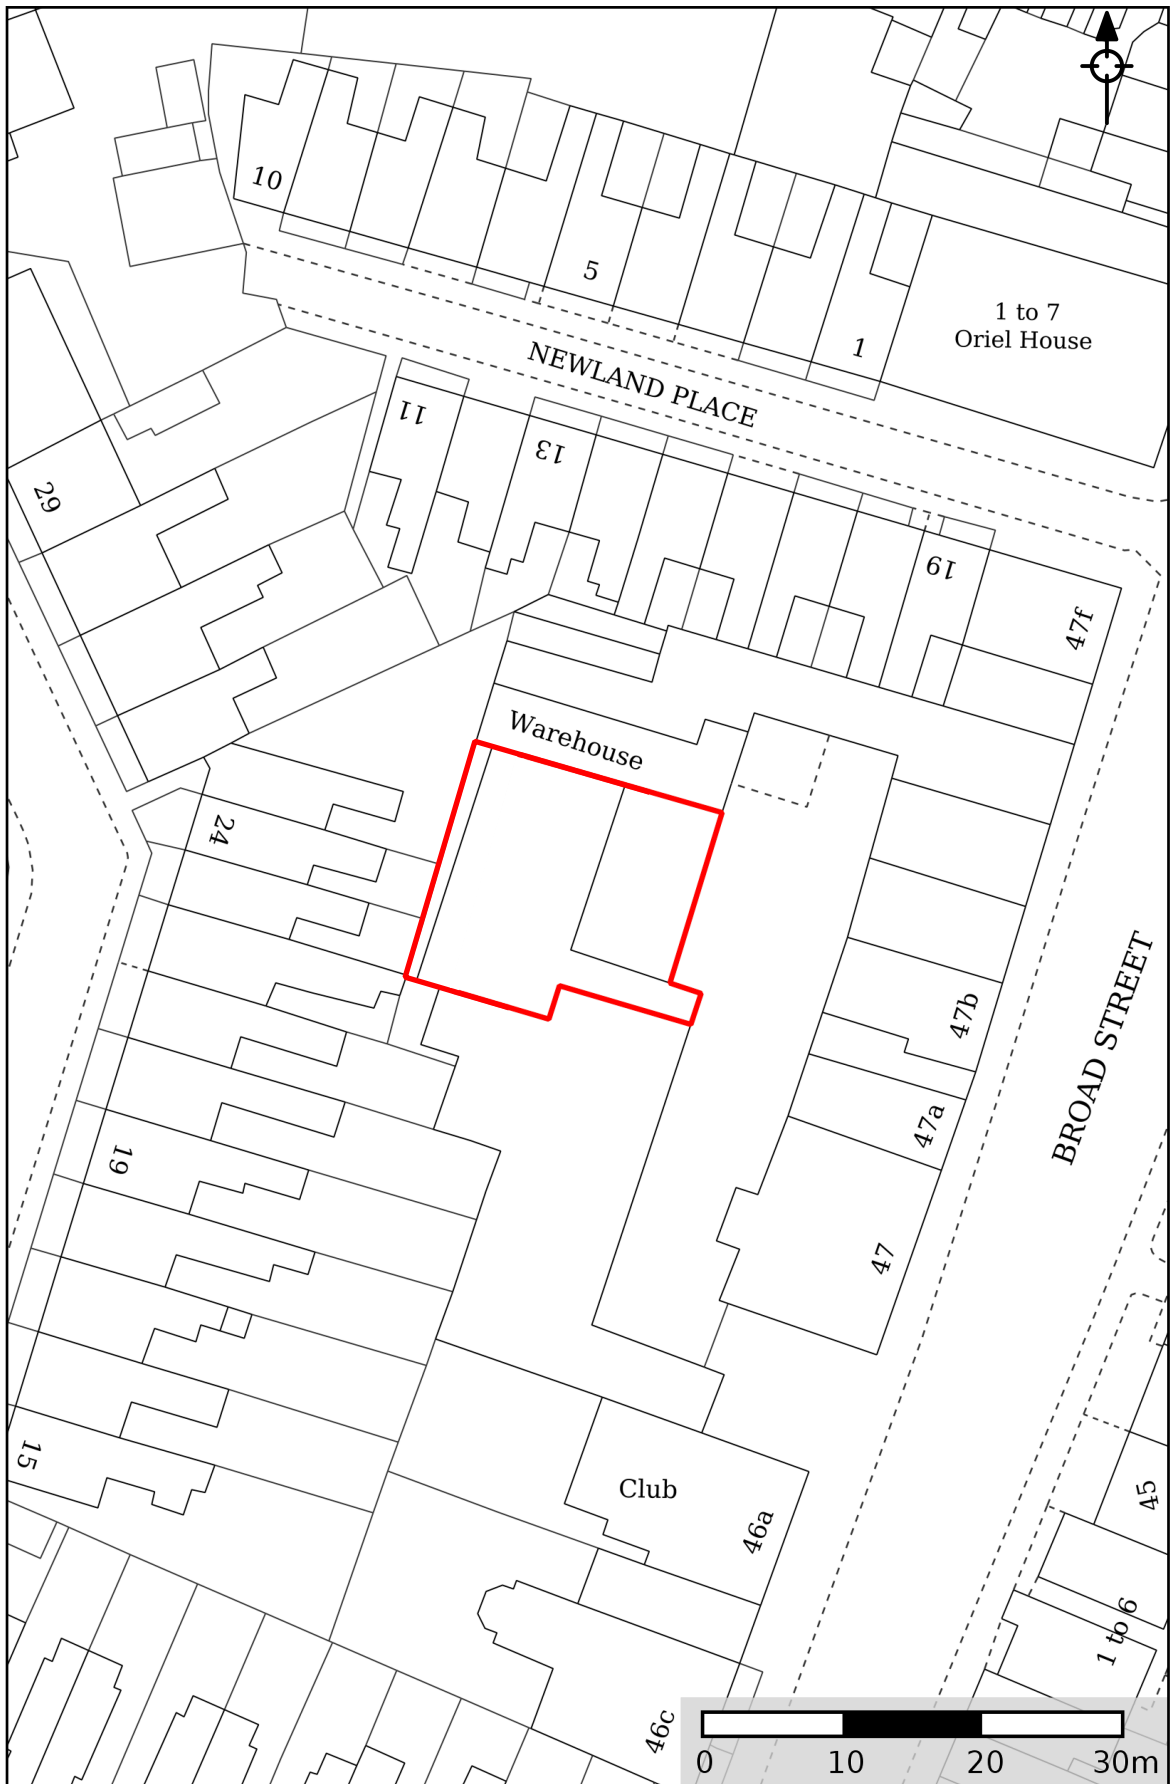 10
5
1
1 to 7
Oriel House
NEWLAND PLACE
11
13
19
47f
29
Warehouse
24
47b
BROAD STREET
47a
19
47
15
Club
46a
45
1 to 6
46c
0 10 20 30m